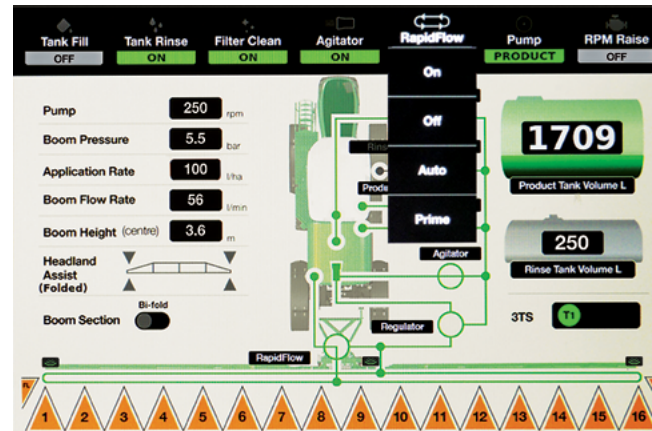 Tank Fill
OFF
Tank Rinse
ON
Filter Clean
ON
Agitator
ON
RapidFlow
Pump
PRODUCT
RPM Raise
OFF
On
Off
Auto
Prime
Pump 250 rpm
Boom Pressure 5.5 bar
Application Rate 100 l/ha
Boom Flow Rate 56 l/min
Boom Height (centre) 3.6 m
Headland
Assist
(Folded)
Boom Section
Bi-fold
1709
Product Tank Volume L
250
Rinse Tank Volume L
3TS T1
Agitator
Regulator
RapidFlow
1 2 3 4 5 6 7 8 9 10 11 12 13 14 15 16